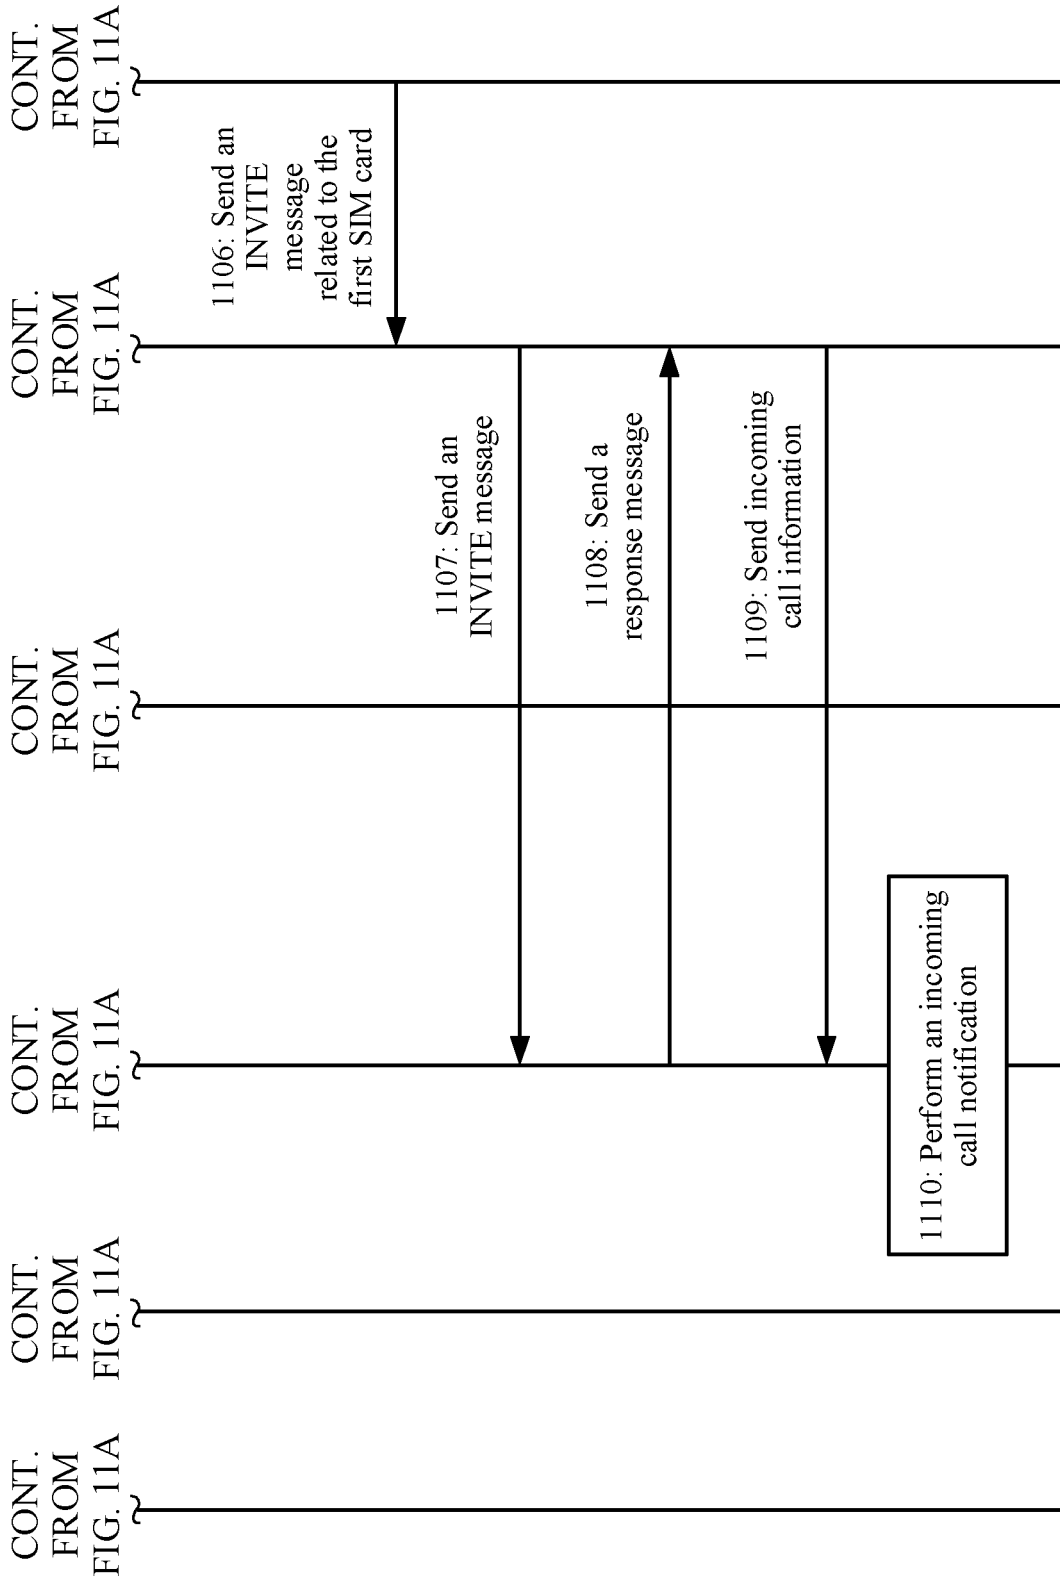 CONT.
FROM
FIG. 11A
CONT.
FROM
FIG. 11A
CONT.
FROM
FIG. 11A
CONT.
FROM
FIG. 11A
CONT.
FROM
FIG. 11A
CONT.
FROM
FIG. 11A
1106: Send an
INVITE
message
related to the
first SIM card
1107: Send an
INVITE message
1108: Send a
response message
1109: Send incoming
call information
1110: Perform an incoming
call notification